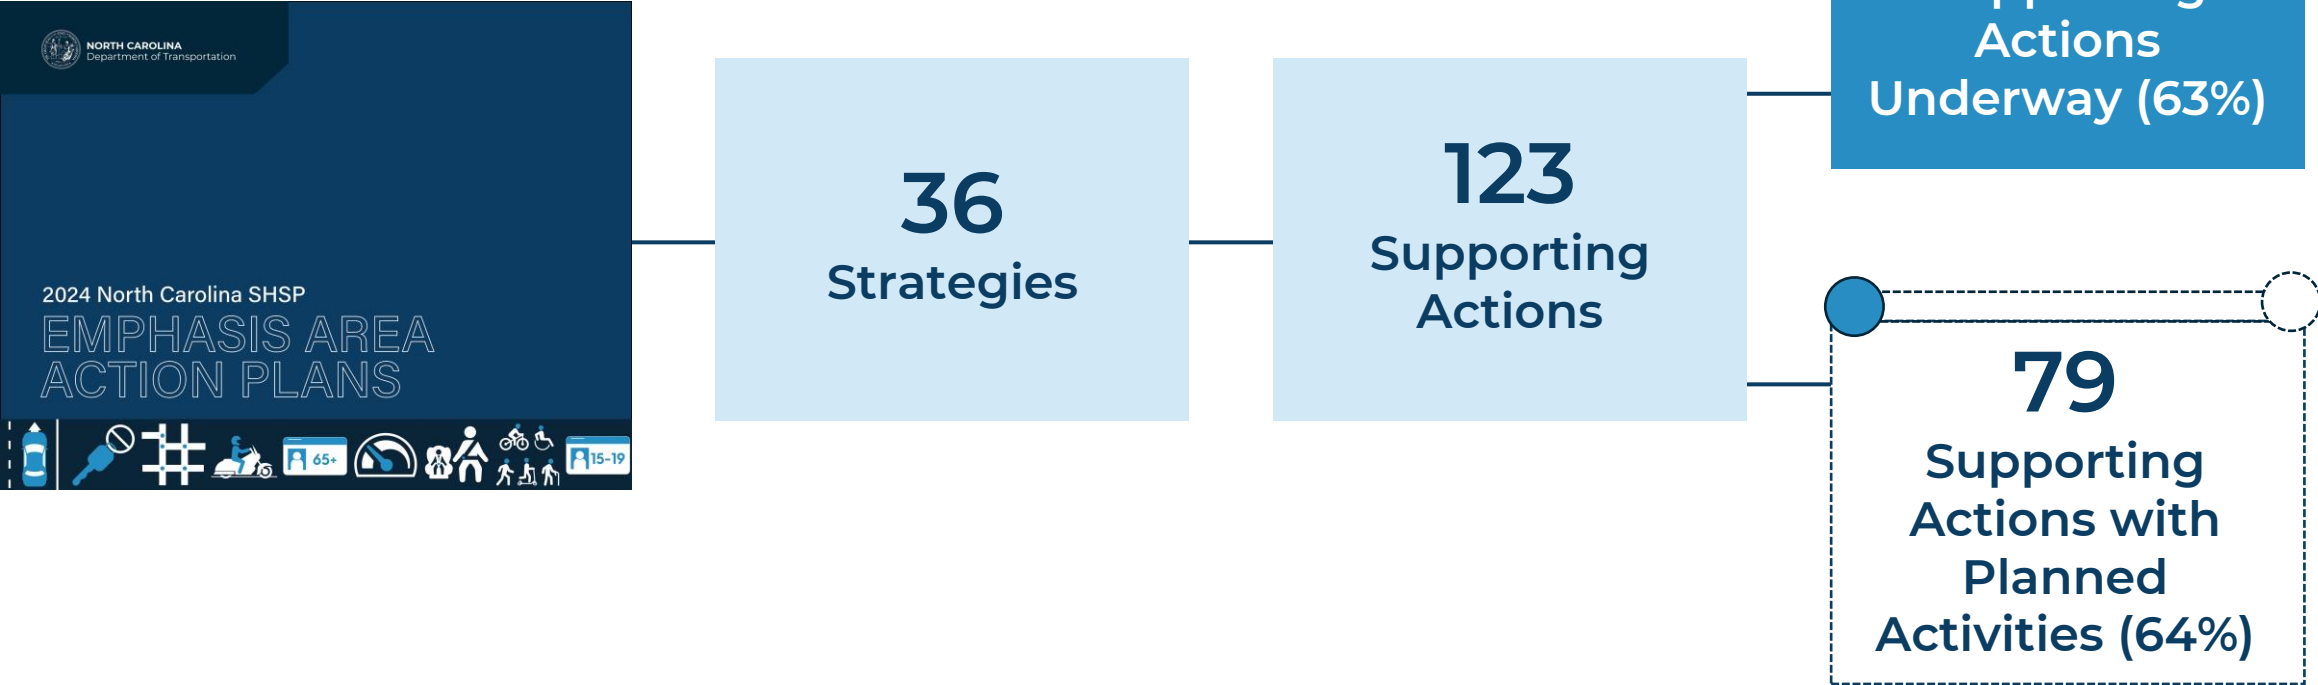 NORTH CAROLINA
Department of Transportation
2024 North Carolina SHSP
EMPHASIS AREA
ACTION PLANS
65+
15-19
36
Strategies
123
Supporting
Actions
Actions
Underway (63%)
79
Supporting
Actions with
Planned
Activities (64%)